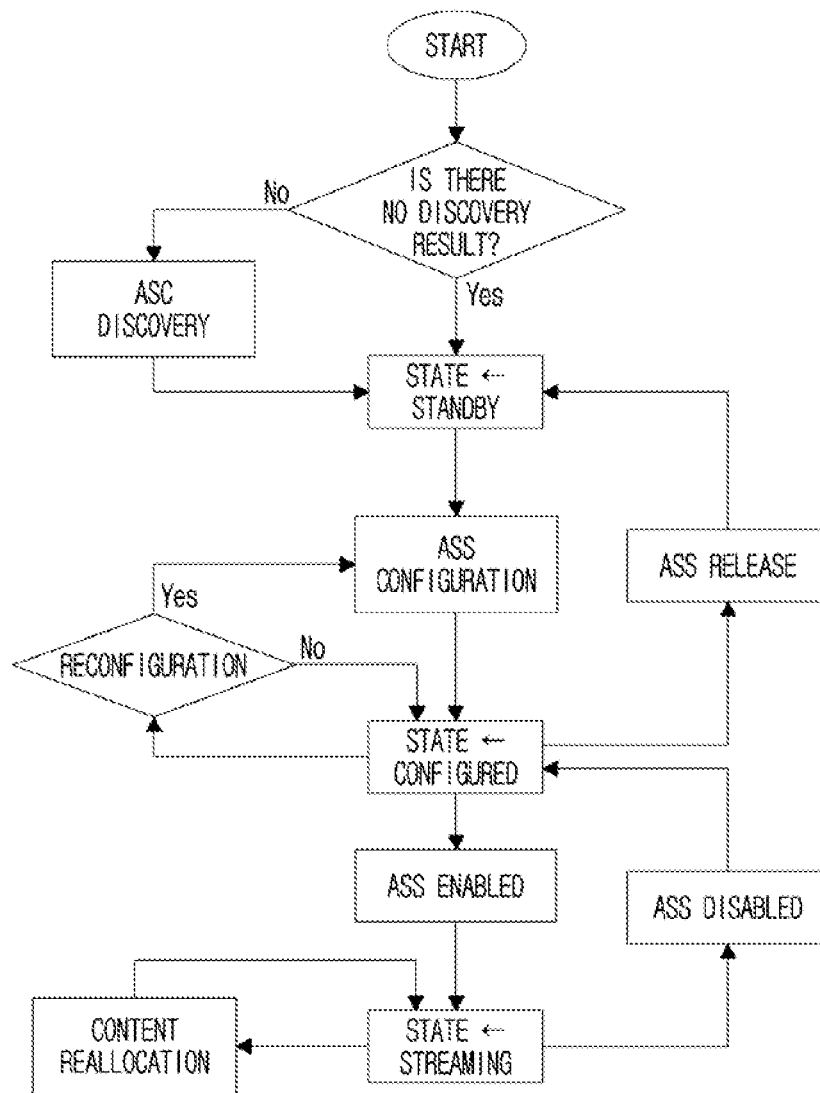 START
IS THERE
NO DISCOVERY
RESULT?
No
Yes
ASC
DISCOVERY
STATE ←
STANDBY
ASS
CONFIGURATION
ASS RELEASE
Yes
RECONFIGURATION
No
STATE ←
CONFIGURED
ASS ENABLED
ASS DISABLED
CONTENT
REALLOCATION
STATE ←
STREAMING